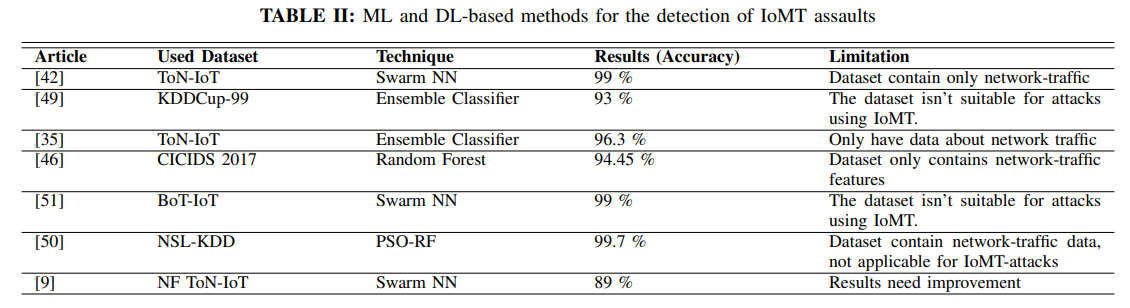 TABLE II: ML and DL-based methods for the detection of IoMT assaults
Article Used Dataset Technique Results (Accuracy) Limitation
[42] ToN-IoT Swarm NN 99 % Dataset contain only network-traffic
[49] KDDCup-99 Ensemble Classifier 93 % The dataset isn't suitable for attacks
using IoMT.
[35] ToN-IoT Ensemble Classifier 96.3 % Only have data about network traffic
[46] CICIDS 2017 Random Forest 94.45 % Dataset only contains network-traffic
features
[51] BoT-IoT Swarm NN 99 % The dataset isn't suitable for attacks
using IoMT.
[50] NSL-KDD PSO-RF 99.7 % Dataset contain network-traffic data,
not applicable for IoMT-attacks
[9] NF ToN-IoT Swarm NN 89 % Results need improvement